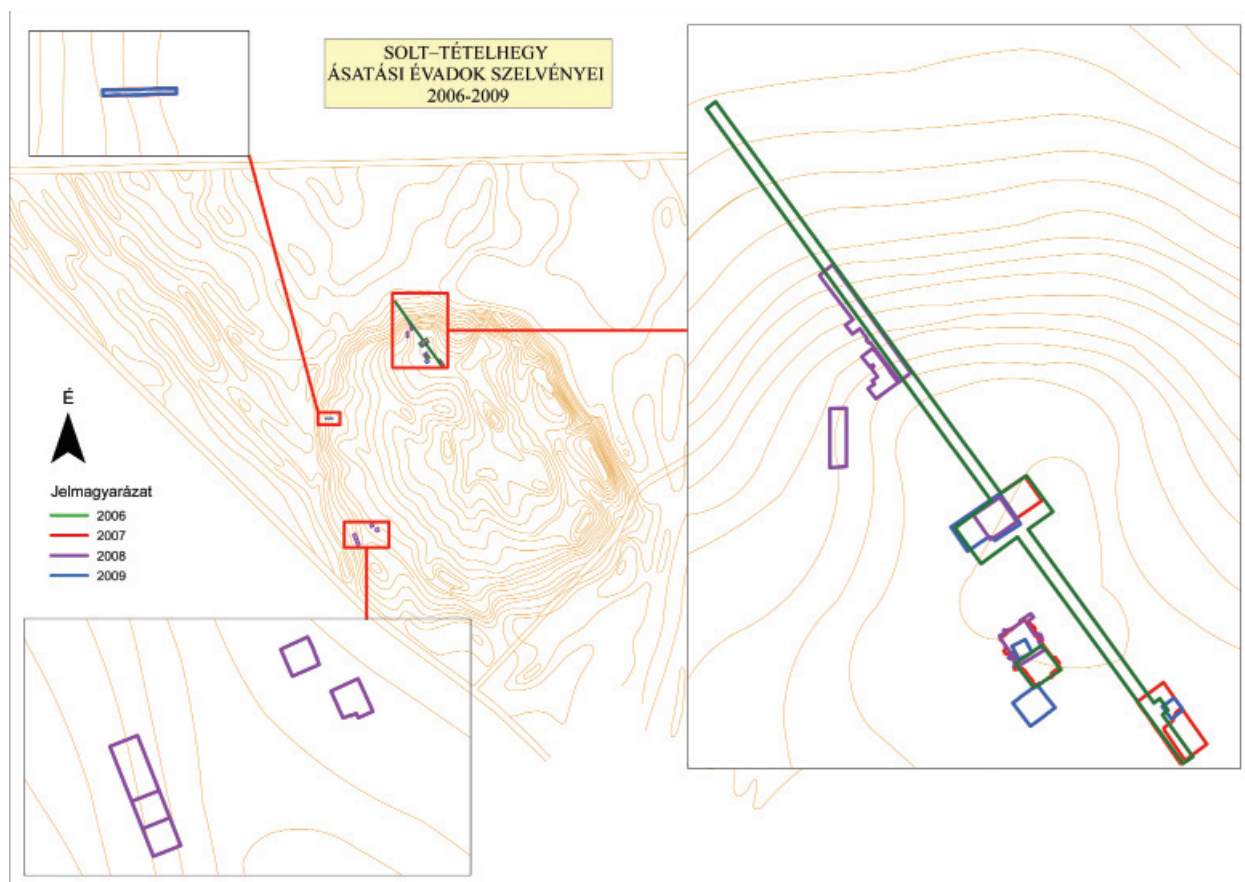 SOLT–TÉTELHEGY
ÁSATÁSI ÉVADOK SZELVÉNYEI
2006-2009
É
Jelmagyarázat
2006
2007
2008
2009